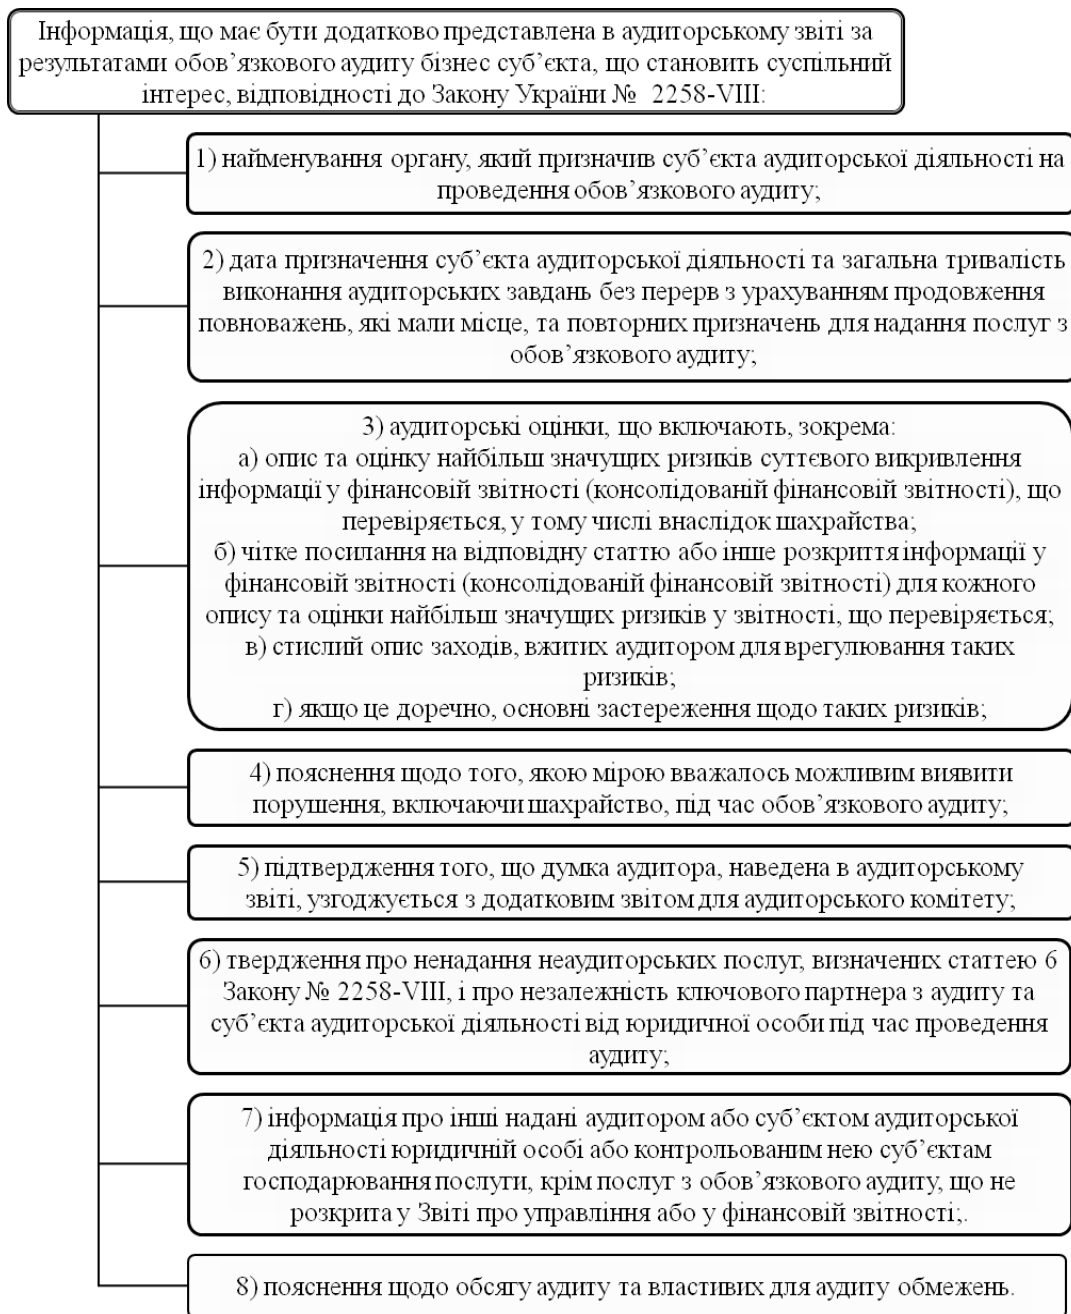 Інформація, що має бути додатково представлена в аудиторському звіті за
результатами обов’язкового аудиту бізнес суб’єкта, що становить суспільний
інтерес, відповідності до Закону України № 2258-VIII:
1) найменування органу, який призначив суб’єкта аудиторської діяльності на
проведення обов’язкового аудиту;
2) дата призначення суб’єкта аудиторської діяльності та загальна тривалість
виконання аудиторських завдань без перерв з урахуванням продовження
повноважень, які мали місце, та повторних призначень для надання послуг з
обов’язкового аудиту;
3) аудиторські оцінки, що включають, зокрема:
а) опис та оцінку найбільш значущих ризиків суттєвого викривлення
інформації у фінансовій звітності (консолідованій фінансовій звітності), що
перевіряється, у тому числі внаслідок шахрайства;
б) чітке посилання на відповідну статтю або інше розкриття інформації у
фінансовій звітності (консолідованій фінансовій звітності) для кожного
опису та оцінки найбільш значущих ризиків у звітності, що перевіряється;
в) стислий опис заходів, вжитих аудитором для врегулювання таких
ризиків;
г) якщо це доречно, основні застереження щодо таких ризиків;
4) пояснення щодо того, якою мірою вважалось можливим виявити
порушення, включаючи шахрайство, під час обов’язкового аудиту;
5) підтвердження того, що думка аудитора, наведена в аудиторському
звіті, узгоджується з додатковим звітом для аудиторського комітету;
6) твердження про ненадання неаудиторських послуг, визначених статтею 6
Закону № 2258-VIII, і про незалежність ключового партнера з аудиту та
суб’єкта аудиторської діяльності від юридичної особи під час проведення
аудиту;
7) інформація про інші надані аудитором або суб’єктом аудиторської
діяльності юридичній особі або контрольованим нею суб’єктам
господарювання послуги, крім послуг з обов’язкового аудиту, що не
розкрита у Звіті про управління або у фінансовій звітності;.
8) пояснення щодо обсягу аудиту та властивих для аудиту обмежень.